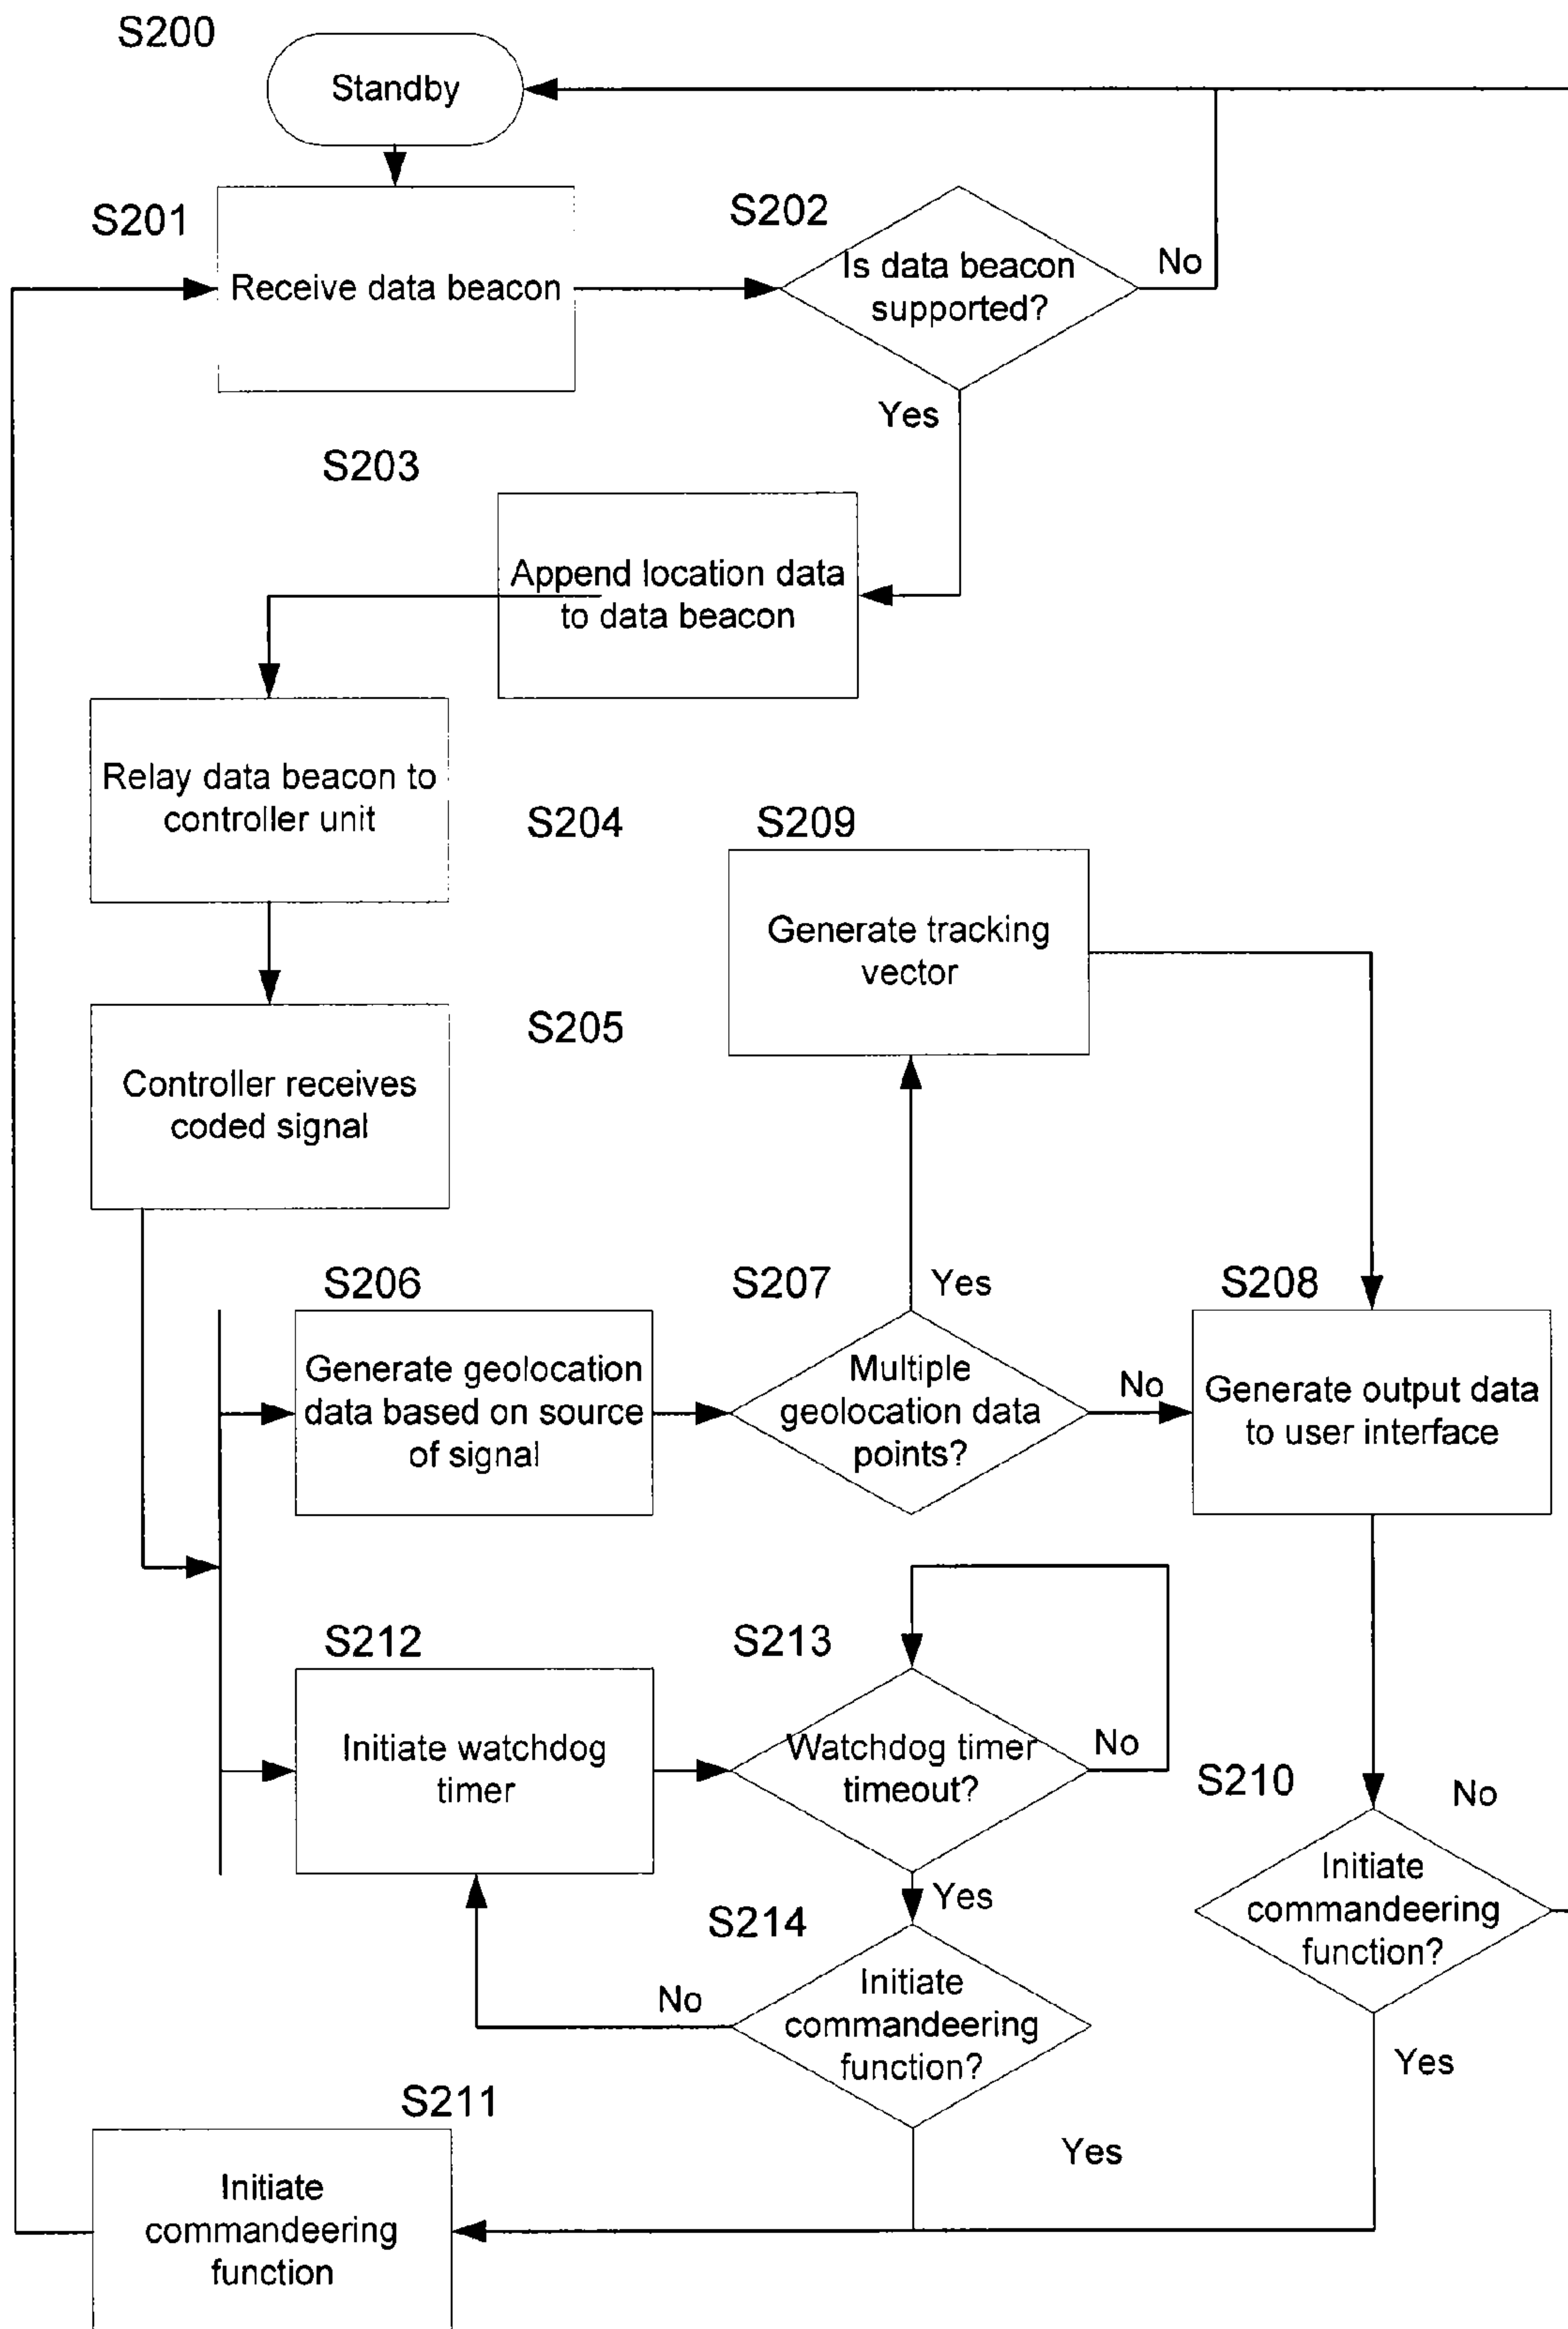 S200
Standby
S201
Receive data beacon
S202
Is data beacon
supported?
No
Yes
S203
Append location data
to data beacon
Relay data beacon to
controller unit
S204
S209
Generate tracking
vector
S205
Controller receives
coded signal
S206
Generate geolocation
data based on source
of signal
S207
Yes
Multiple
geolocation data
points?
No
S208
Generate output data
to user interface
S212
Initiate watchdog
timer
S213
Watchdog timer
timeout?
No
Yes
S210
No
Initiate
commandeering
function?
Yes
S214
Initiate
commandeering
function?
No
Yes
S211
Initiate
commandeering
function